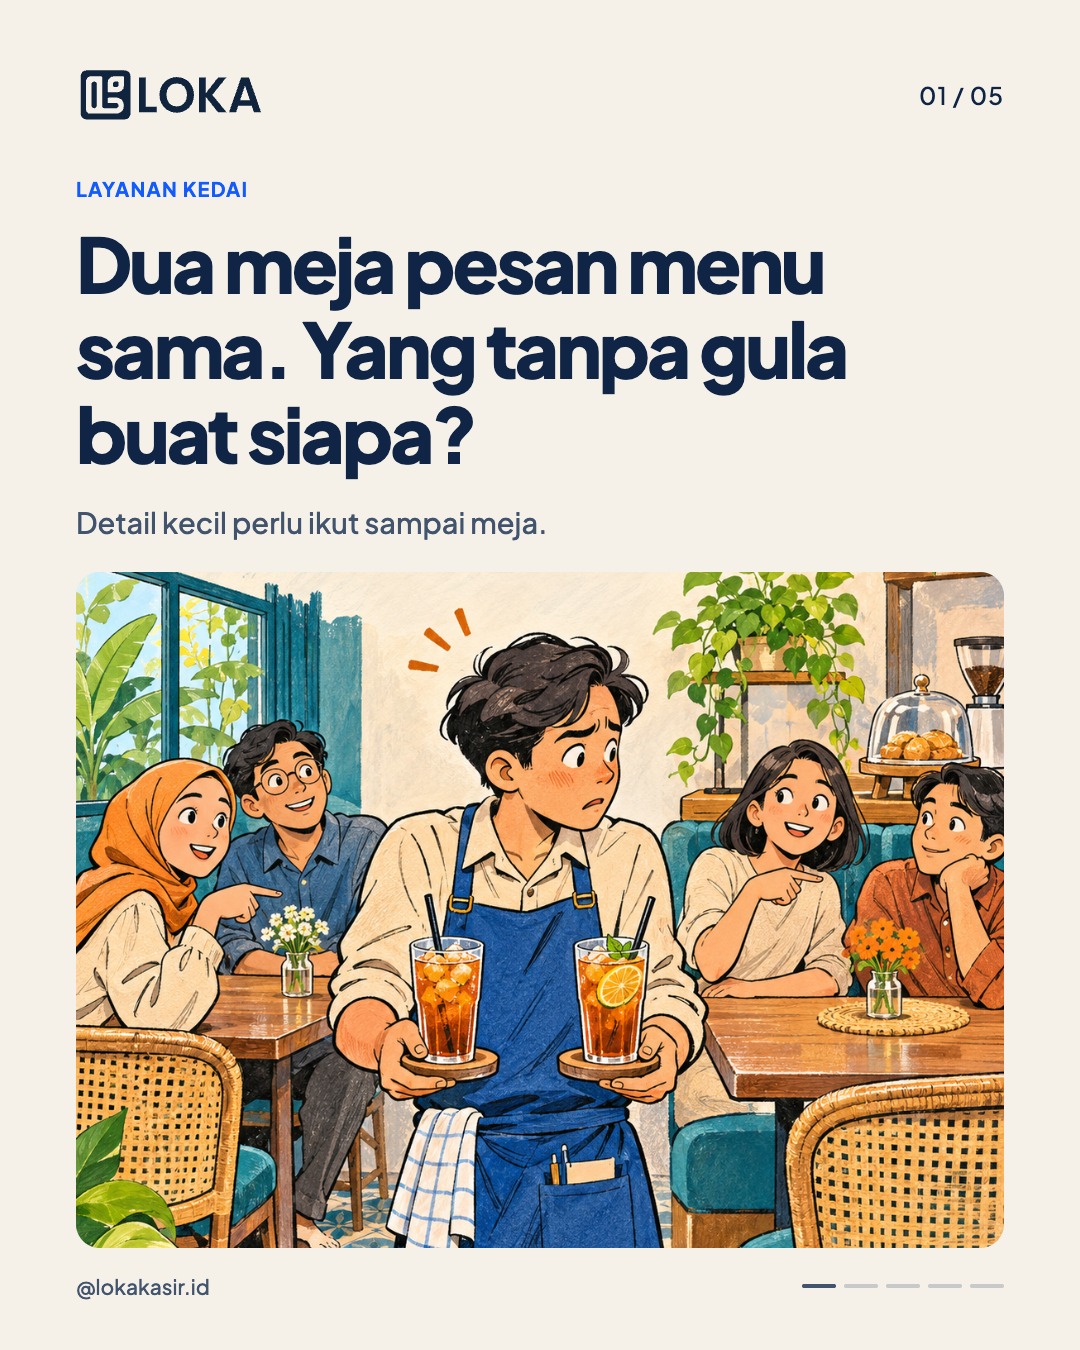 LOKA
01 / 05
LAYANAN KEDAI
Dua meja pesan menu
sama. Yang tanpa gula
buat siapa?
Detail kecil perlu ikut sampai meja.
@lokakasir.id